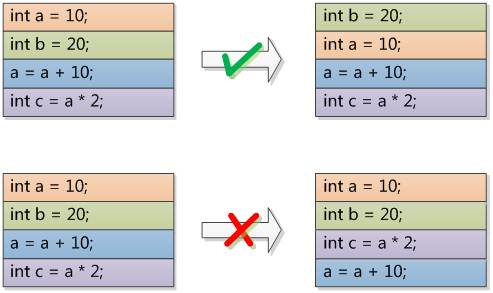 int a = 10;
int b = 20;
a = a + 10;
int c = a * 2;
int b = 20;
int a = 10;
a = a + 10;
int c = a * 2;
int a = 10;
int b = 20;
a = a + 10;
int c = a * 2;
int a = 10;
int b = 20;
int c = a * 2;
a = a + 10;